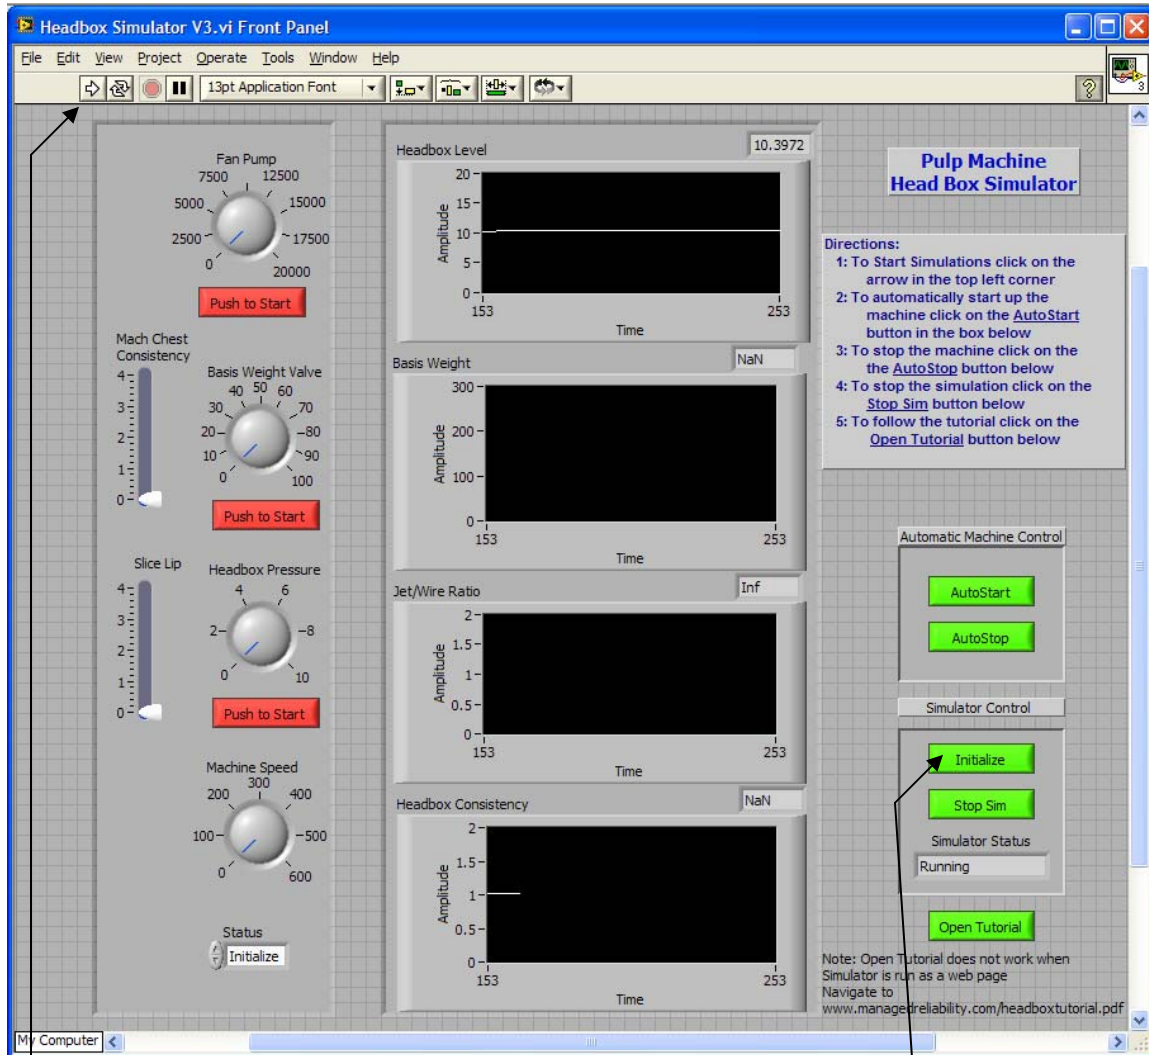 Headbox Simulator V3.vi Front Panel
File Edit View Project Operate Tools Window Help
13pt Application Font
3
Fan Pump
7500 12500
5000 15000
2500 17500
0 20000
Push to Start
Mach Chest
Consistency
4
3
2
1
0
Basis Weight Valve
40 50 60
30 70
20 80
10 90
0 100
Push to Start
Slice Lip
4
3
2
1
0
Headbox Pressure
4 6
2 8
0 10
Push to Start
Machine Speed
300
200 400
100 500
0 600
Status
Initialize
Headbox Level
10.3972
20
15
10
5
0
Amplitude
153 253
Time
Basis Weight
NaN
300
200
100
0
Amplitude
153 253
Time
Jet/Wire Ratio
Inf
2
1.5
1
0.5
0
Amplitude
153 253
Time
Headbox Consistency
NaN
2
1.5
1
0.5
0
Amplitude
153 253
Time
Pulp Machine
Head Box Simulator
Directions:
1: To Start Simulations click on the
arrow in the top left corner
2: To automatically start up the
machine click on the AutoStart
button in the box below
3: To stop the machine click on the
the AutoStop button below
4: To stop the simulation click on the
Stop Sim button below
5: To follow the tutorial click on the
Open Tutorial button below
Automatic Machine Control
AutoStart
AutoStop
Simulator Control
Initialize
Stop Sim
Simulator Status
Running
Open Tutorial
Note: Open Tutorial does not work when
Simulator is run as a web page
Navigate to
www.managedreliability.com/headboxtutorial.pdf
My Computer